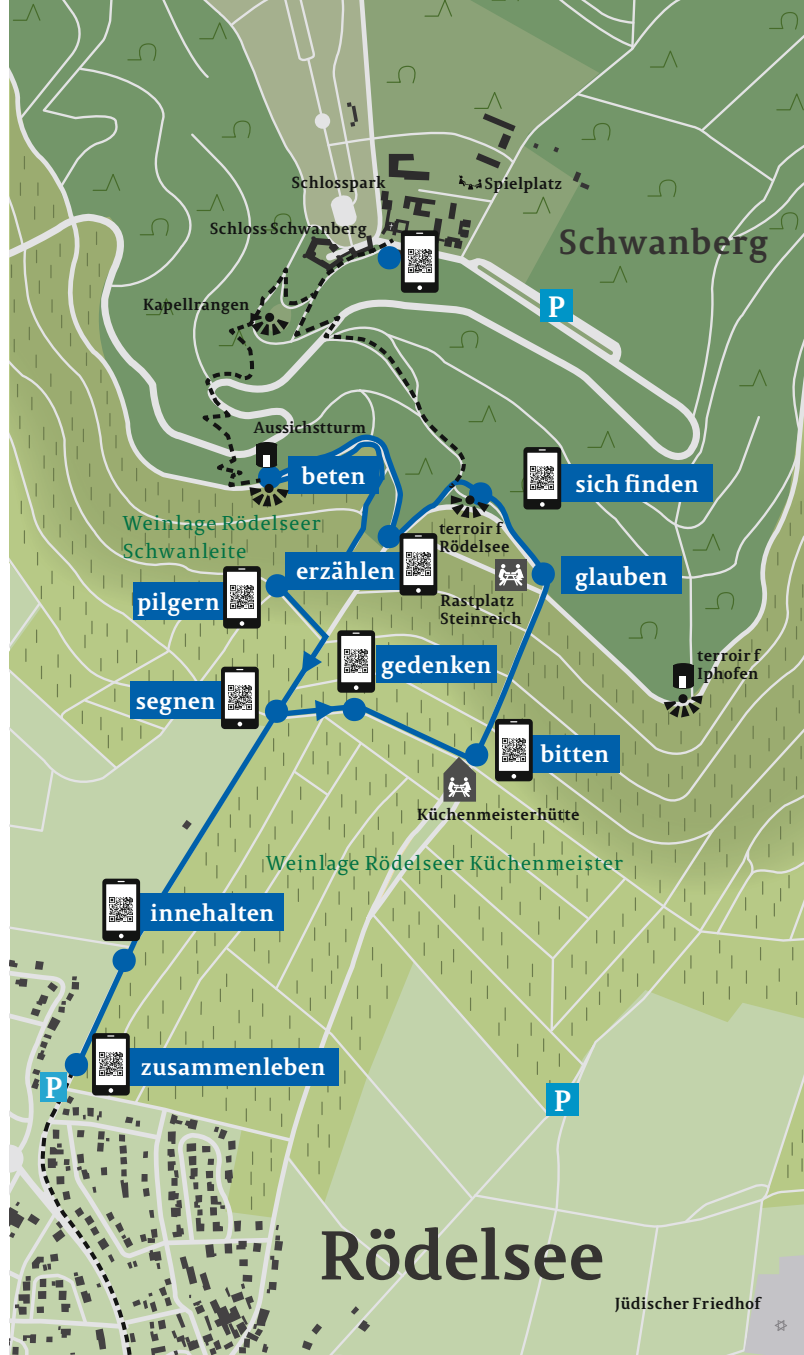 Schlosspark
Spielplatz
Schloss Schwanberg
Schwanberg
Kapellrangen
P
Aussichstturm
beten
sich finden
Weinlage Rödelseer
Schwanleite
terroir f
Rödelsee
erzählen
glauben
pilgern
Rastplatz
Steinreich
gedenken
terroir f
Iphofen
segnen
bitten
Küchenmeisterhütte
Weinlage Rödelseer Küchenmeister
innehalten
zusammenleben
P
P
Rödelsee
Jüdischer Friedhof